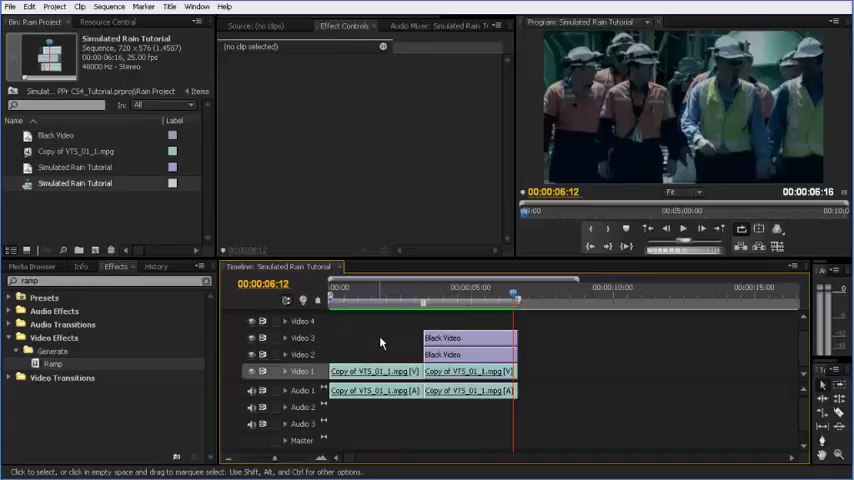 File Edit Project Clip Sequence Marker Title Window Help
Bin: Rain Project
Resource Central
Source: (no clips)
Effect Controls
Audio Mixer: Simulated Rain T
Program: Simulated Rain Tutorial
Simulated Rain Tutorial
Sequence, 720 x 576 (1.4587)
00:00:06:16, 25.00 fps
48000 Hz - Stereo
(no clip selected)
Simulat... PPr CS4_Tutorial.prproj\Rain Project
4 Items
In: All
Name
Label
Black Video
Copy of VTS_01_1.mpg
Simulated Rain Tutorial
Simulated Rain Tutorial
00:00:06:12
Fit
00:00:06:16
00:00
00:05:00:00
00:10:0
00:00:06:12
Media Browser
Info
Effects
History
Timeline: Simulated Rain Tutorial
ramp
00:00:06:12
00:00
00:00:05:00
00:00:10:00
00:00:15:00
Presets
Audio Effects
Audio Transitions
Video Effects
Generate
Ramp
Video Transitions
Video 4
Video 3
Black Video
Video 2
Black Video
Video 1
Copy of VTS_01_1.mpg [V]
Copy of VTS_01_1.mpg [V]
Audio 1
Copy of VTS_01_1.mpg [A]
Copy of VTS_01_1.mpg [A]
Audio 2
Audio 3
Master
Click to select, or click in empty space and drag to marquee select. Use Shift, Alt, and Ctrl for other options.